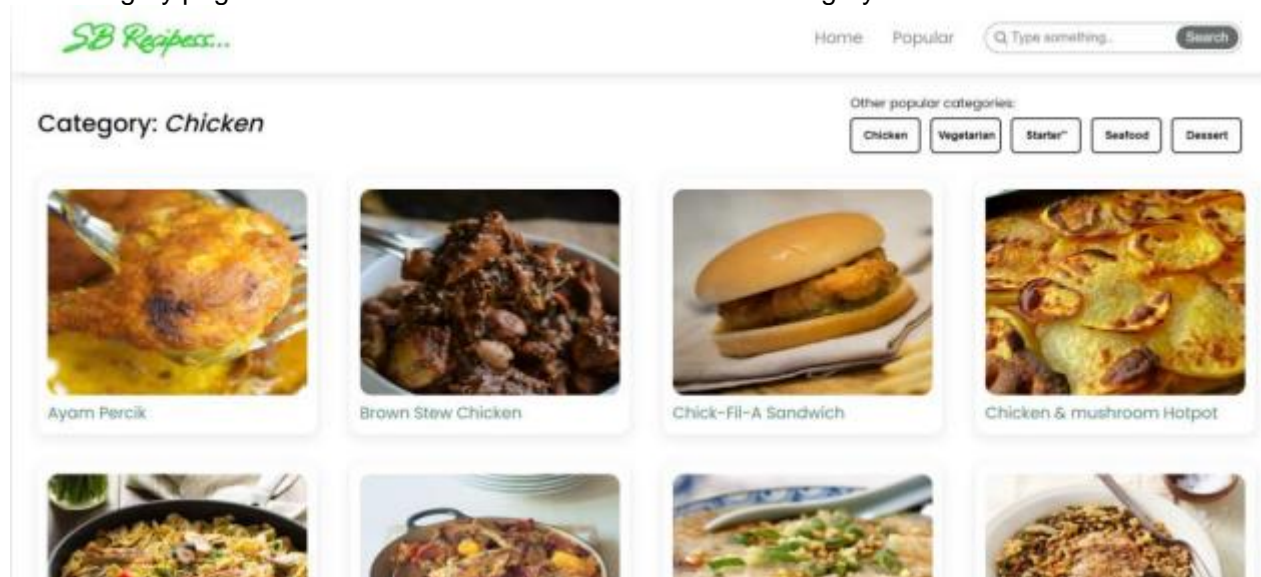 SB Recipess...
Home Popular Type something.. Search
Category: Chicken
Other popular categories:
Chicken Vegetarian Starter" Seafood Dessert
Ayam Percik
Brown Stew Chicken
Chick-Fil-A Sandwich
Chicken & mushroom Hotpot